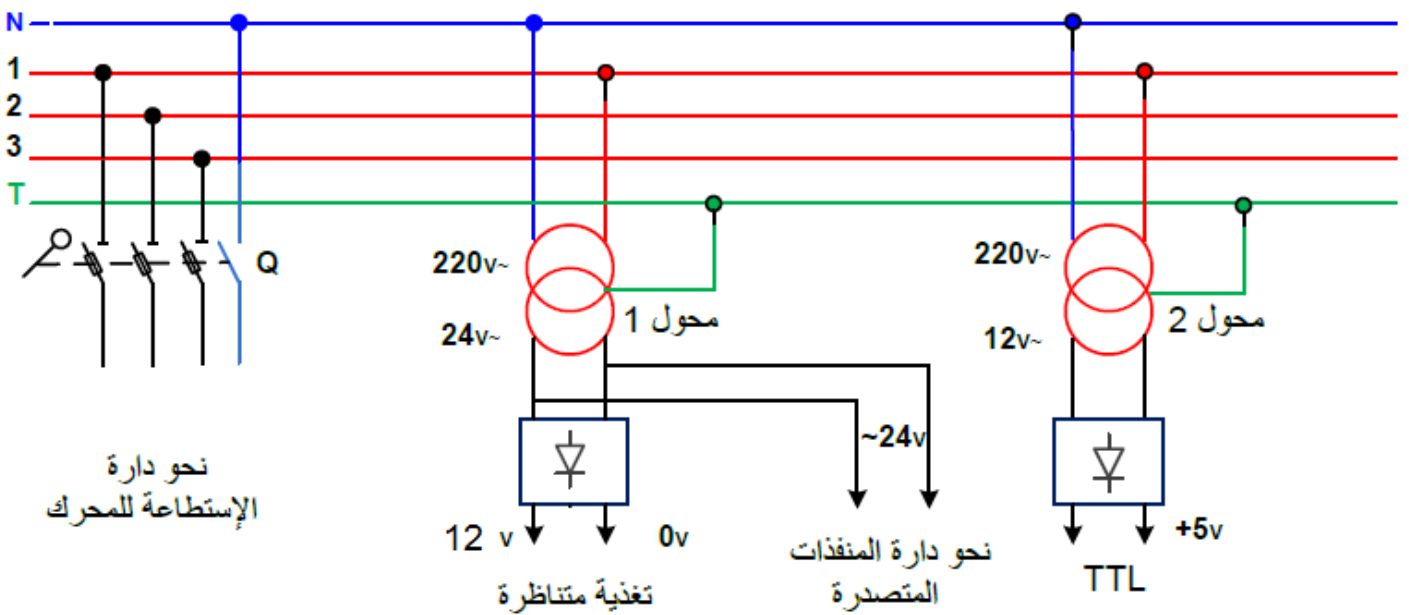 N
1
2
3
T
Q
220v~
24v~
محول 1
220v~
12v~
محول 2
~24v
نحو دارة
الإستطاعة للمحرك
12 v
0v
تغذية متناظرة
نحو دارة المنفذات
المتصدرة
+5v
TTL